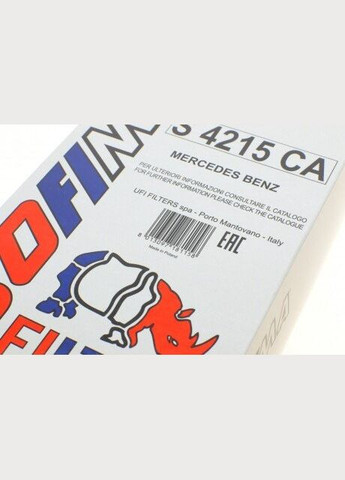 S 4215 CA
MERCEDES BENZ
PER ULTERIORI INFORMAZIONI CONSULTARE IL CATALOGO
FOR FURTHER INFORMATION PLEASE CHECK THE CATALOGUE
UFI FILTERS spa - Porto Mantovano - Italy
EAC
Made in Poland
OFIM